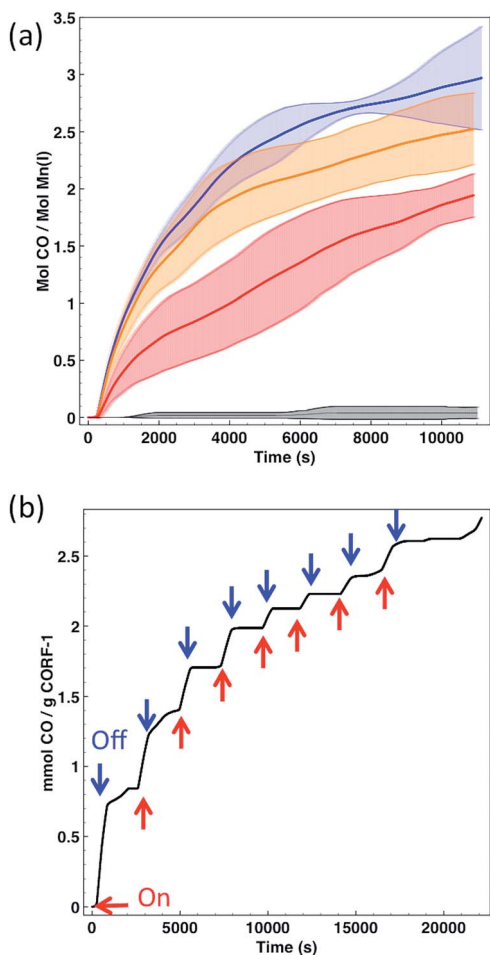 (a)
3.5
3
2.5
2
1.5
1
0.5
0
Mol CO / Mol Mn(I)
0 2000 4000 6000 8000 10000
Time (s)
(b)
2.5
2
1.5
1
0.5
0
mmol CO / g CORF-1
Off
On
0 5000 10000 15000 20000
Time (s)